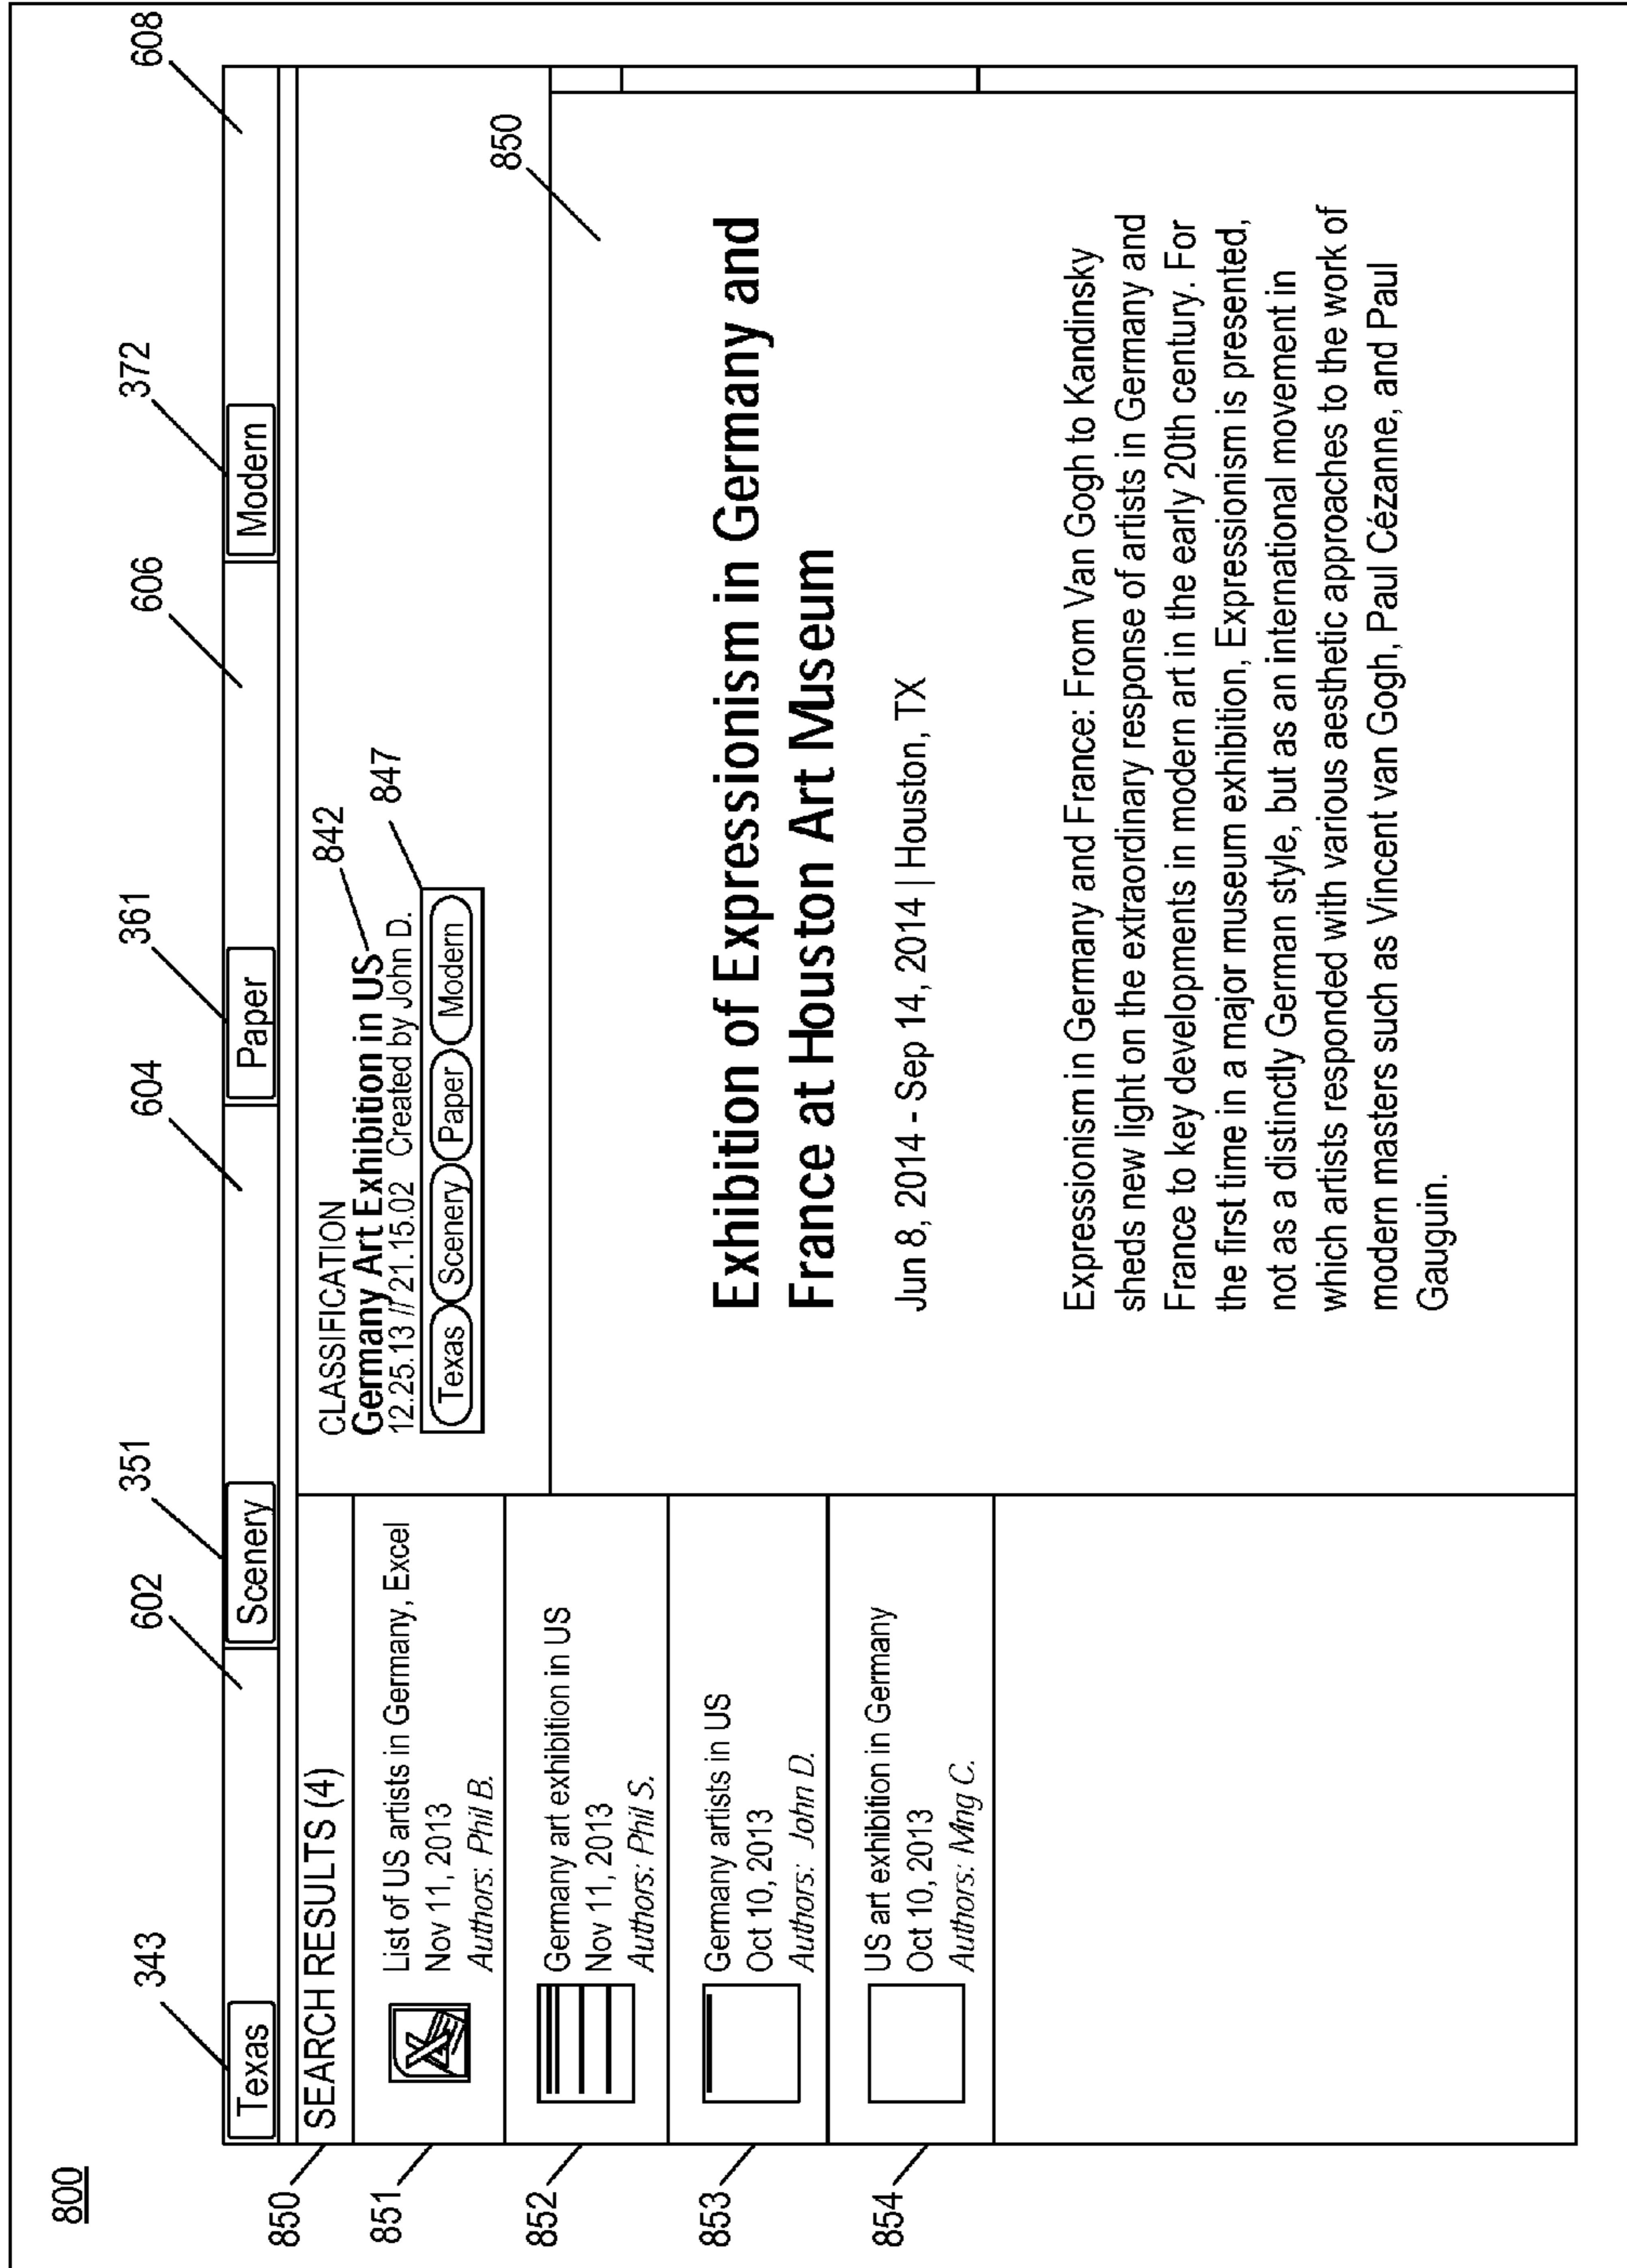 800
343
602
351
604
361
606
372
608
Texas
Scenery
Paper
Modern
850
SEARCH RESULTS (4)
851
List of US artists in Germany, Excel
Nov 11, 2013
Authors: Phil B.
852
Germany art exhibition in US
Nov 11, 2013
Authors: Phil S.
853
Germany artists in US
Oct 10, 2013
Authors: John D.
854
US art exhibition in Germany
Oct 10, 2013
Authors: Mng C.
CLASSIFICATION
842
Germany Art Exhibition in US
12.25.13 // 21.15.02 Created by John D.
847
Texas Scenery Paper Modern
850
Exhibition of Expressionism in Germany and
France at Houston Art Museum
Jun 8, 2014 - Sep 14, 2014 | Houston, TX
Expressionism in Germany and France: From Van Gogh to Kandinsky
sheds new light on the extraordinary response of artists in Germany and
France to key developments in modern art in the early 20th century. For
the first time in a major museum exhibition, Expressionism is presented,
not as a distinctly German style, but as an international movement in
which artists responded with various aesthetic approaches to the work of
modern masters such as Vincent van Gogh, Paul Cézanne, and Paul
Gauguin.